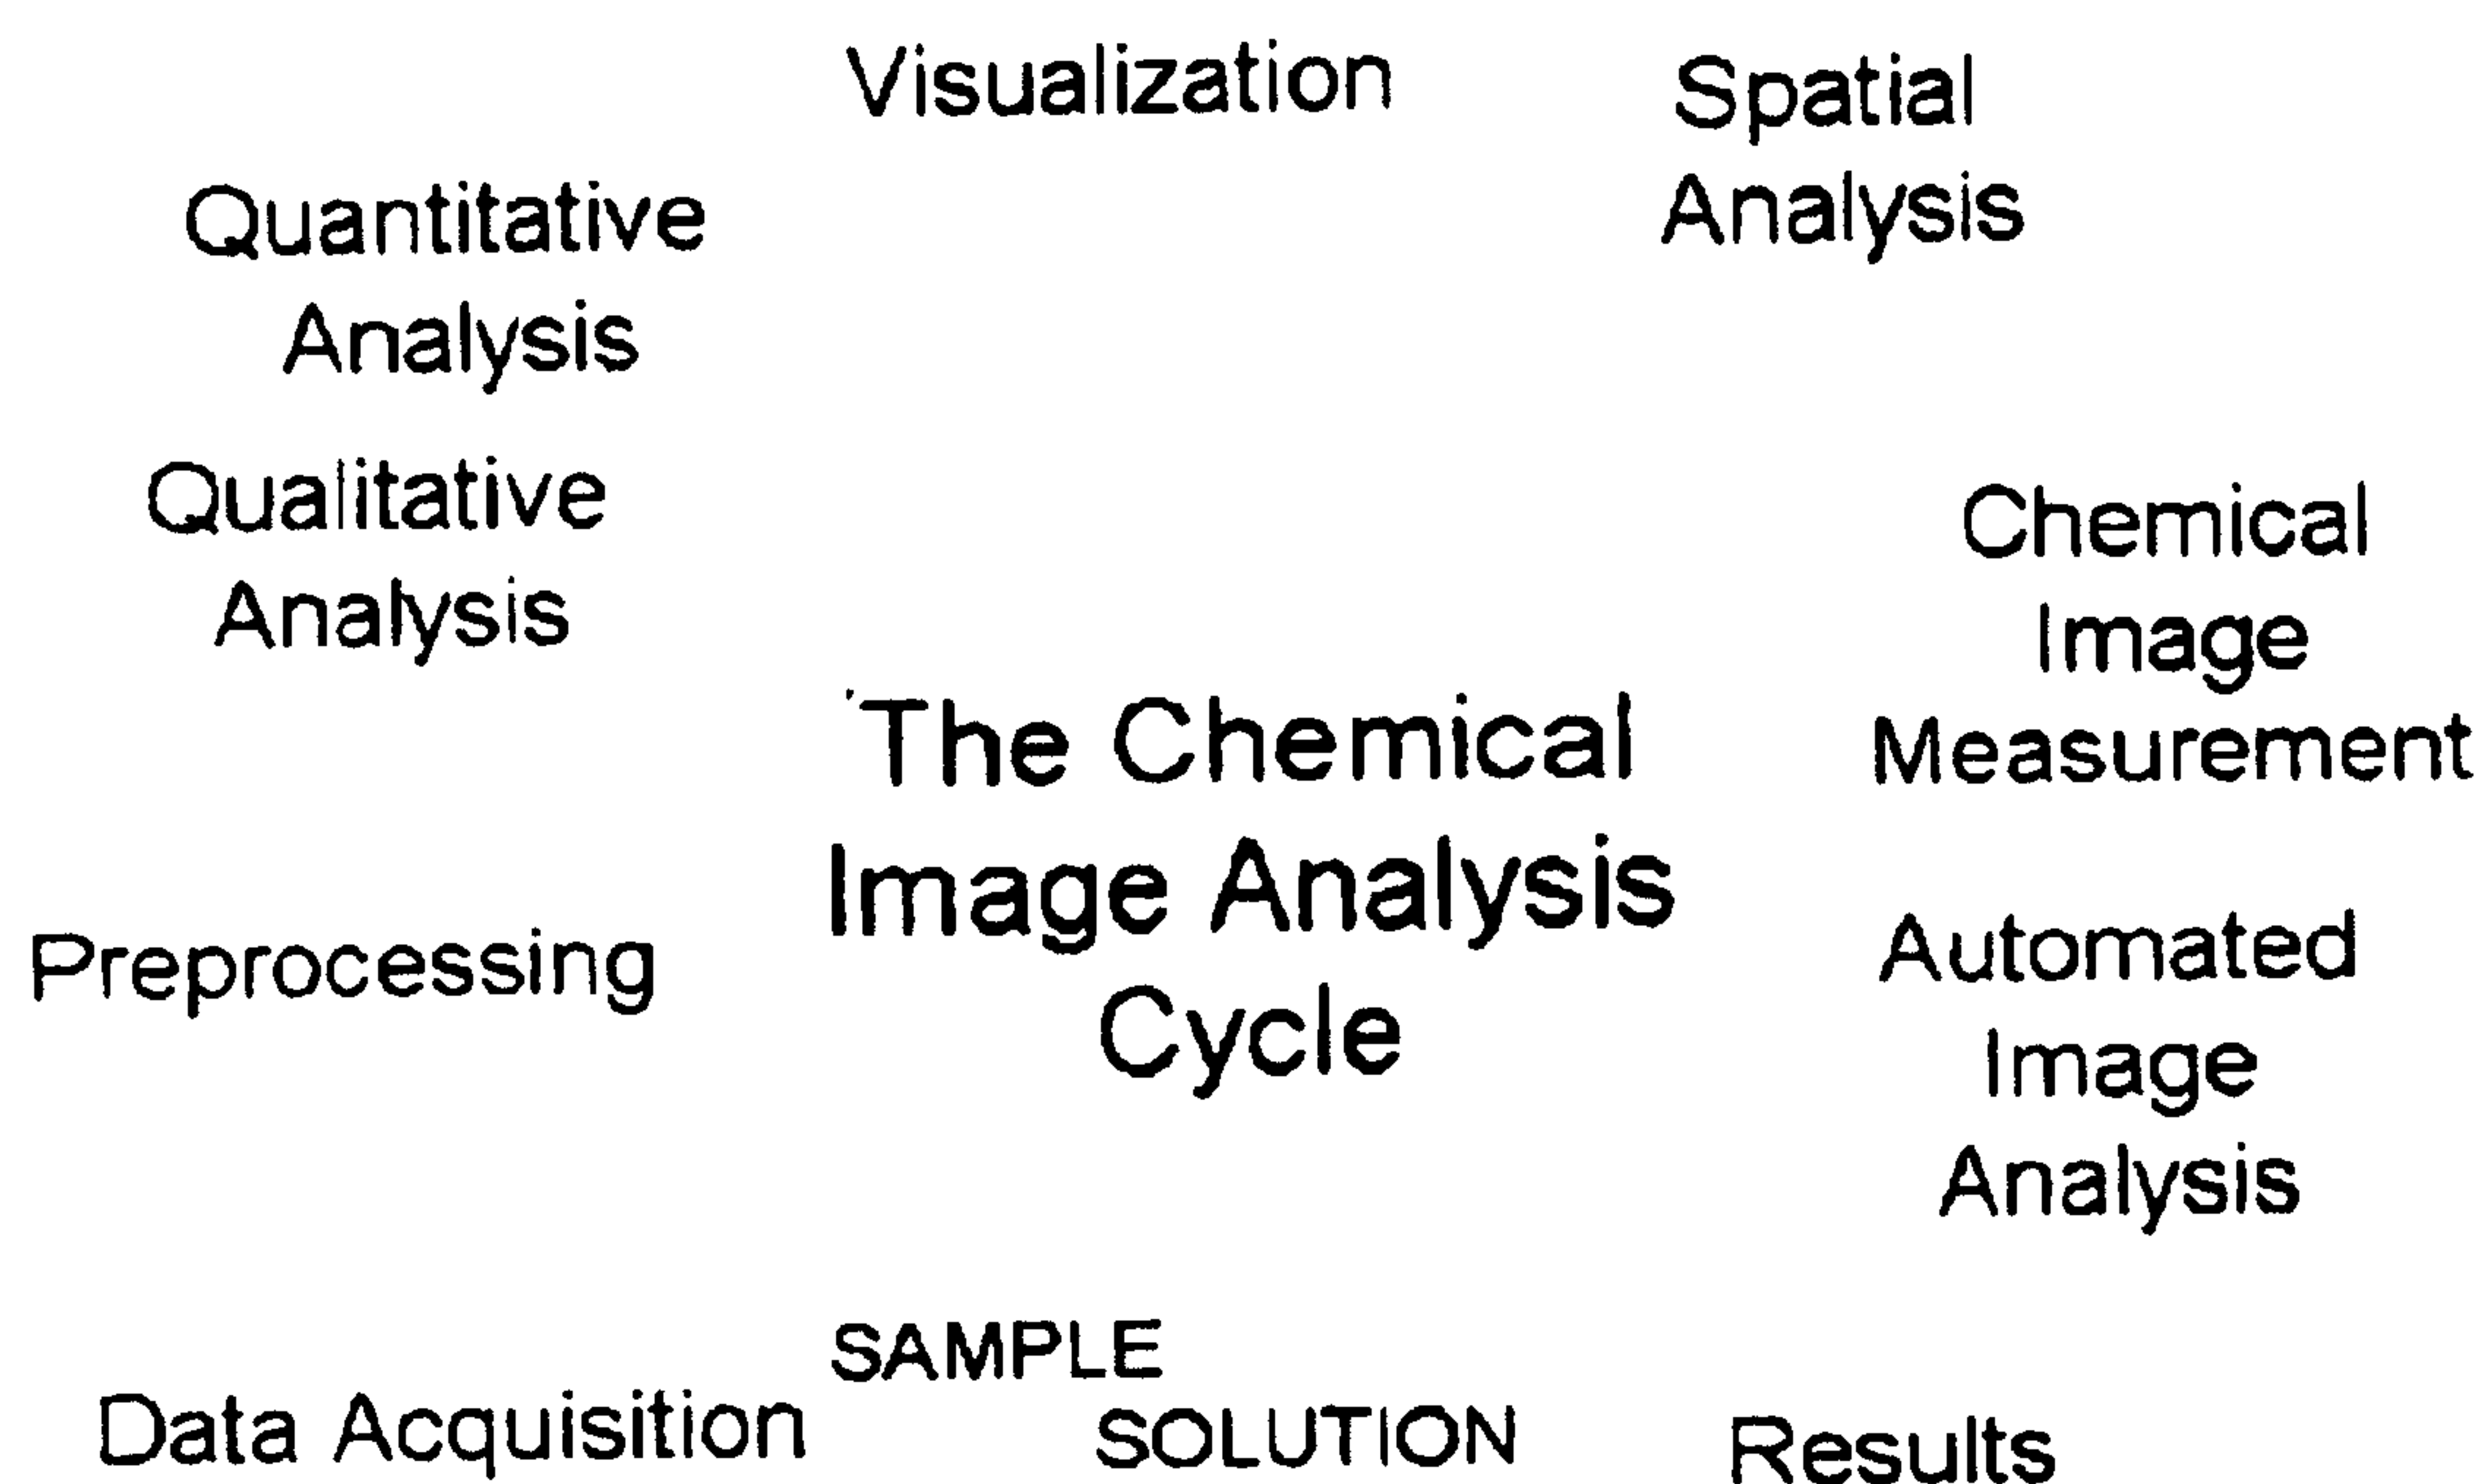 Visualization
Spatial
Analysis
Quantitative
Analysis
Qualitative
Analysis
Chemical
Image
Measurement
The Chemical
Image Analysis
Cycle
Preprocessing
Automated
Image
Analysis
SAMPLE
SOLUTION
Data Acquisition
Results